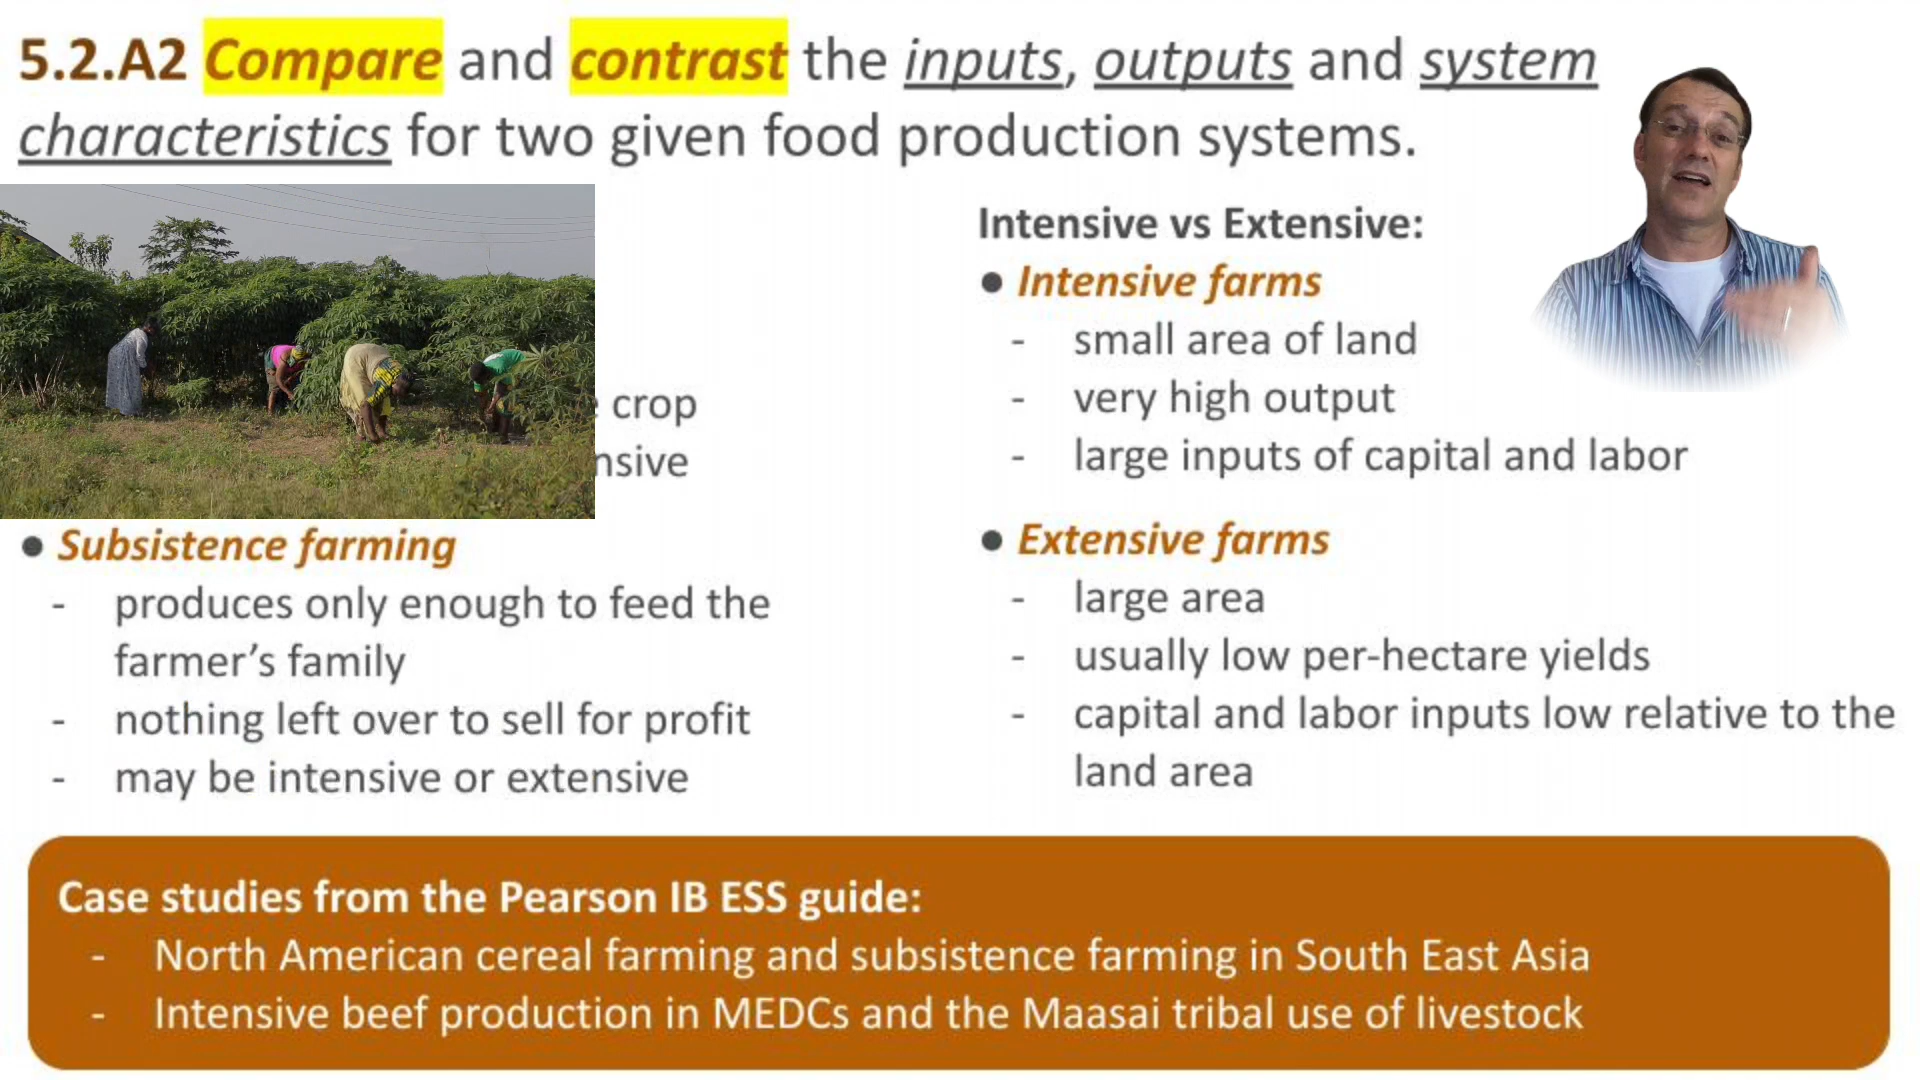 5.2.A2 Compare and contrast the inputs, outputs and system
characteristics for two given food production systems.
crop
● Subsistence farming
- produces only enough to feed the
farmer’s family
- nothing left over to sell for profit
- may be intensive or extensive
Intensive vs Extensive:
● Intensive farms
- small area of land
- very high output
- large inputs of capital and labor
● Extensive farms
- large area
- usually low per-hectare yields
- capital and labor inputs low relative to the
land area
Case studies from the Pearson IB ESS guide:
- North American cereal farming and subsistence farming in South East Asia
- Intensive beef production in MEDCs and the Maasai tribal use of livestock